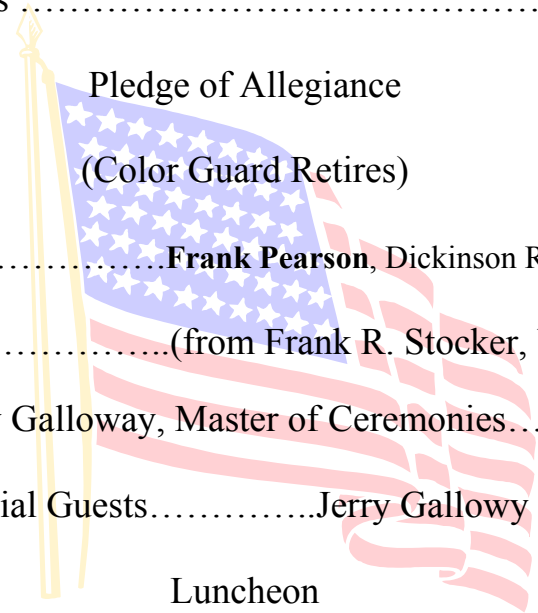 s …………………………………………….
Pledge of Allegiance
(Color Guard Retires)
……………..Frank Pearson, Dickinson R
……………..(from Frank R. Stocker,
y Galloway, Master of Ceremonies…
ial Guests…………..Jerry Gallowy
Luncheon